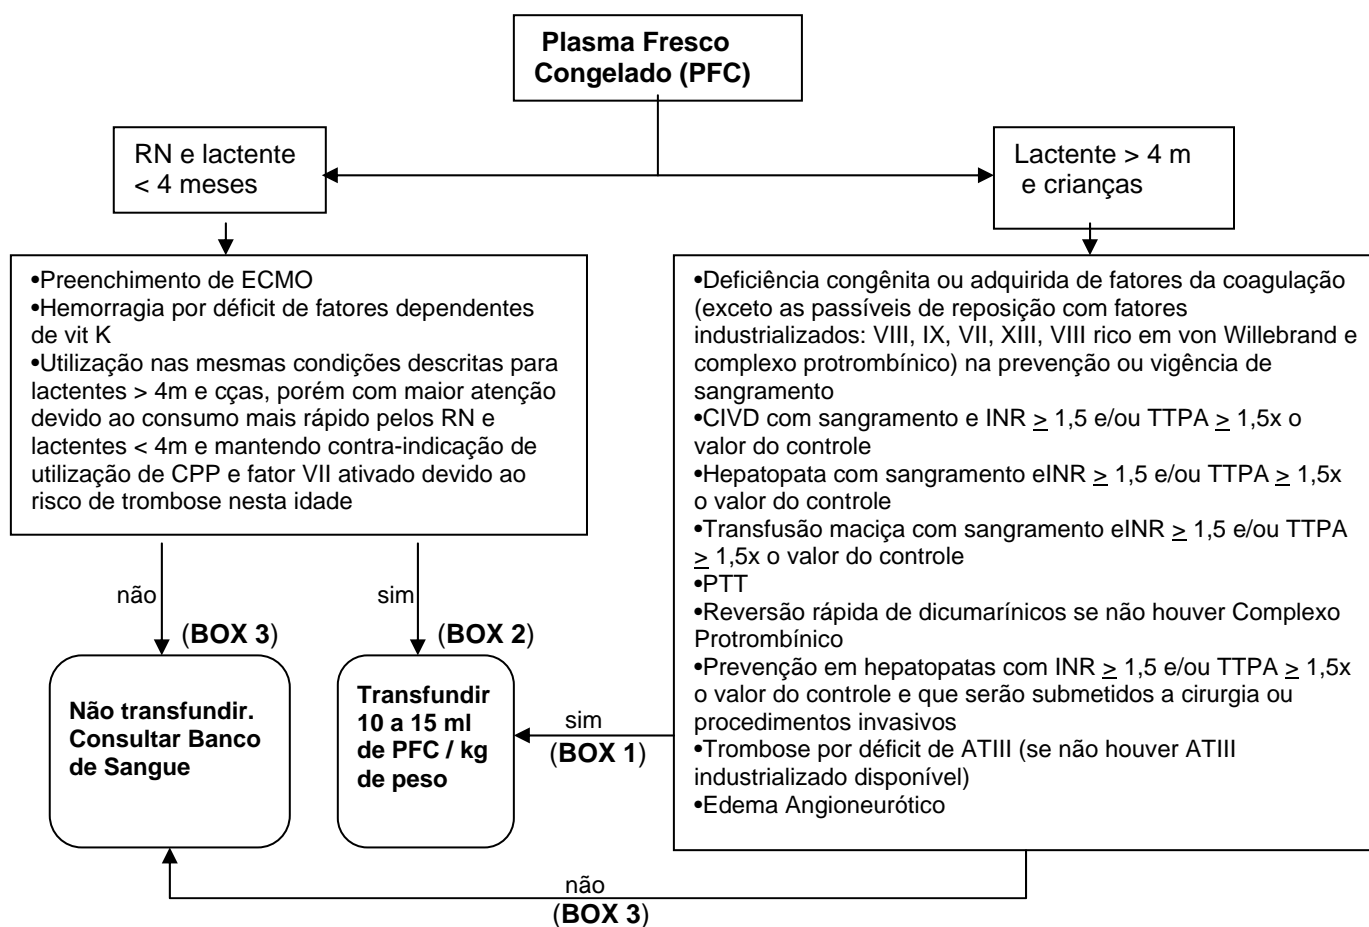 Plasma Fresco
Congelado (PFC)
RN e lactente
< 4 meses
Lactente > 4 m
e crianças
•Preenchimento de ECMO
•Hemorragia por déficit de fatores dependentes
de vit K
•Utilização nas mesmas condições descritas para
lactentes > 4m e cças, porém com maior atenção
devido ao consumo mais rápido pelos RN e
lactentes < 4m e mantendo contra-indicação de
utilização de CPP e fator VII ativado devido ao
risco de trombose nesta idade
•Deficiência congênita ou adquirida de fatores da coagulação
(exceto as passíveis de reposição com fatores
industrializados: VIII, IX, VII, XIII, VIII rico em von Willebrand e
complexo protrombínico) na prevenção ou vigência de
sangramento
•CIVD com sangramento e INR ≥ 1,5 e/ou TTPA ≥ 1,5x o
valor do controle
•Hepatopata com sangramento eINR ≥ 1,5 e/ou TTPA ≥ 1,5x
o valor do controle
•Transfusão maciça com sangramento eINR ≥ 1,5 e/ou TTPA
≥ 1,5x o valor do controle
•PTT
•Reversão rápida de dicumarínicos se não houver Complexo
Protrombínico
•Prevenção em hepatopatas com INR ≥ 1,5 e/ou TTPA ≥ 1,5x
o valor do controle e que serão submetidos a cirurgia ou
procedimentos invasivos
•Trombose por déficit de ATIII (se não houver ATIII
industrializado disponível)
•Edema Angioneurótico
não
(BOX 3)
sim
(BOX 2)
Não transfundir.
Consultar Banco
de Sangue
Transfundir
10 a 15 ml
de PFC / kg
de peso
sim
(BOX 1)
não
(BOX 3)